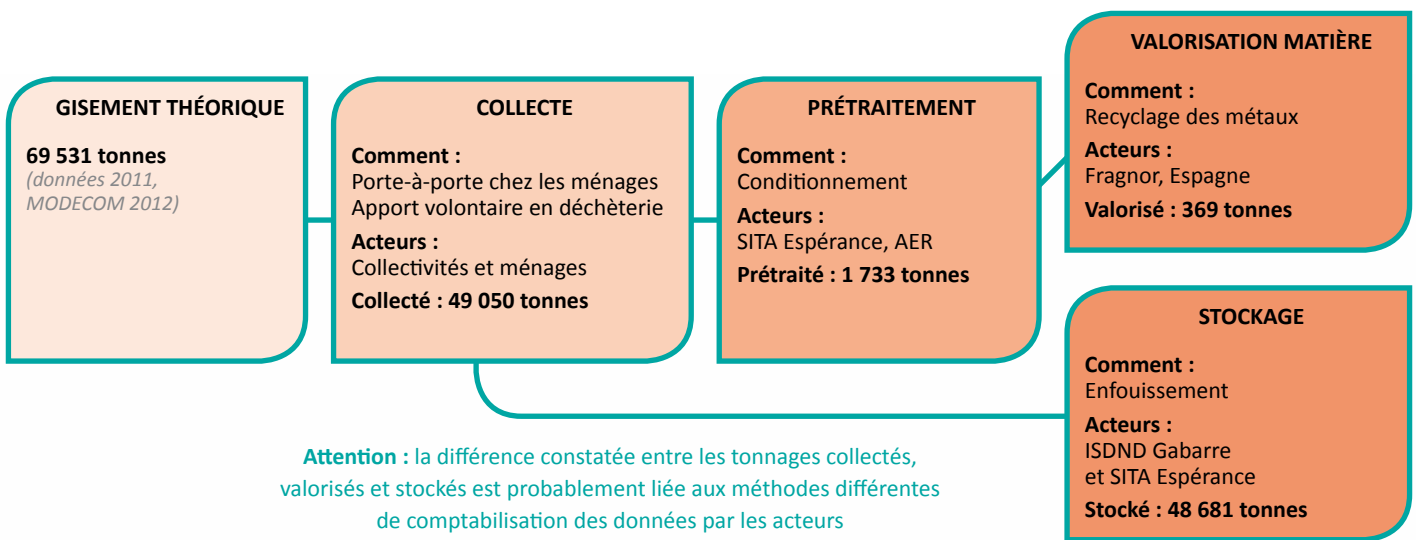 GISEMENT THÉORIQUE
69 531 tonnes
(données 2011,
MODECOM 2012)
COLLECTE
Comment :
Porte-à-porte chez les ménages
Apport volontaire en déchèterie
Acteurs :
Collectivités et ménages
Collecté : 49 050 tonnes
PRÉTRAITEMENT
Comment :
Conditionnement
Acteurs :
SITA Espérance, AER
Prétraité : 1 733 tonnes
VALORISATION MATIÈRE
Comment :
Recyclage des métaux
Acteurs :
Fragnor, Espagne
Valorisé : 369 tonnes
STOCKAGE
Comment :
Enfouissement
Acteurs :
ISDND Gabarre
et SITA Espérance
Stocké : 48 681 tonnes
Attention : la différence constatée entre les tonnages collectés,
valorisés et stockés est probablement liée aux méthodes différentes
de comptabilisation des données par les acteurs